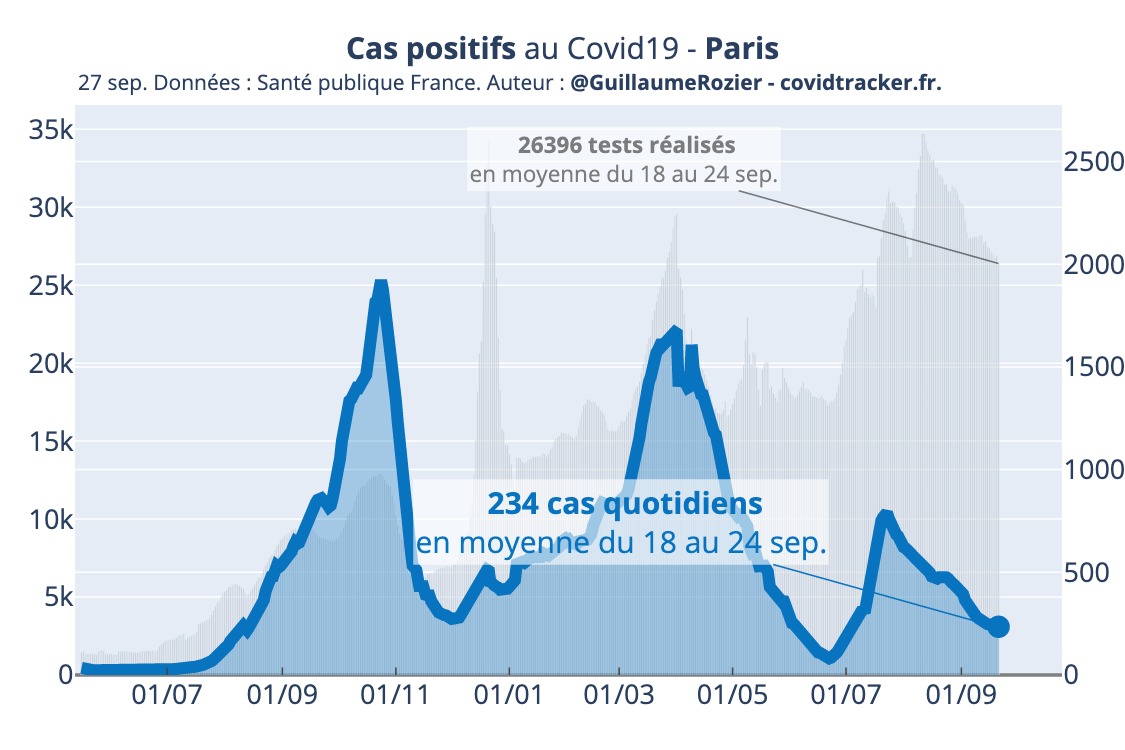 Cas positifs au Covid19 - Paris
27 sep. Données : Santé publique France. Auteur : @GuillaumeRozier - covidtracker.fr.
35k
26396 tests réalisés
2500
en moyenne du 18 au 24 sep.
30k
2000
25k
20k
1500
15k
1000
234 cas quotidiens
10k
en moyenne du 18 au 24 sep.
500
5k
0
0
01/07 01/09 01/11 01/01 01/03 01/05 01/07 01/09